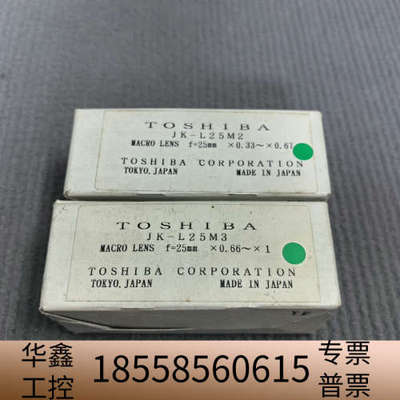 TOSHIBA
JK-L25M2
MACRO LENS f=25mm ×0.33～×0.67
TOSHIBA CORPORATION
TOKYO, JAPAN MADE IN JAPAN
TOSHIBA
JK-L25M3
MACRO LENS f=25mm ×0.66～×1
TOSHIBA CORPORATION
TOKYO, JAPAN MADE IN JAPAN
华鑫工控 18558560615 专票普票